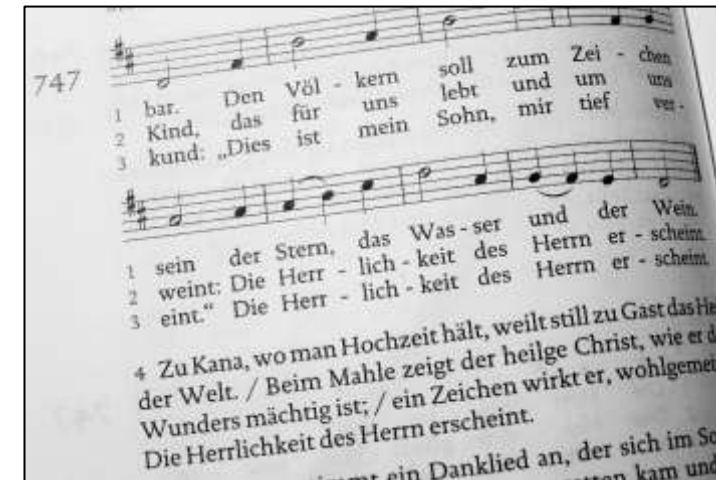 747
1 bar. Den Völ - kern soll zum Zei - chen
2 Kind, das für uns lebt und um uns
3 kund: „Dies ist mein Sohn, mir tief ver-
1 sein der Stern, das Was - ser und der Wein.
2 weint: Die Herr - lich - keit des Herrn er - scheint.
3 eint.“ Die Herr - lich - keit des Herrn er - scheint.
4 Zu Kana, wo man Hochzeit hält, weilt still zu Gast das He
der Welt. / Beim Mahle zeigt der heilge Christ, wie er d
Wunders mächtig ist; / ein Zeichen wirkt er, wohlgemei
Die Herrlichkeit des Herrn erscheint.
ein Danklied an, der sich im So
kam und